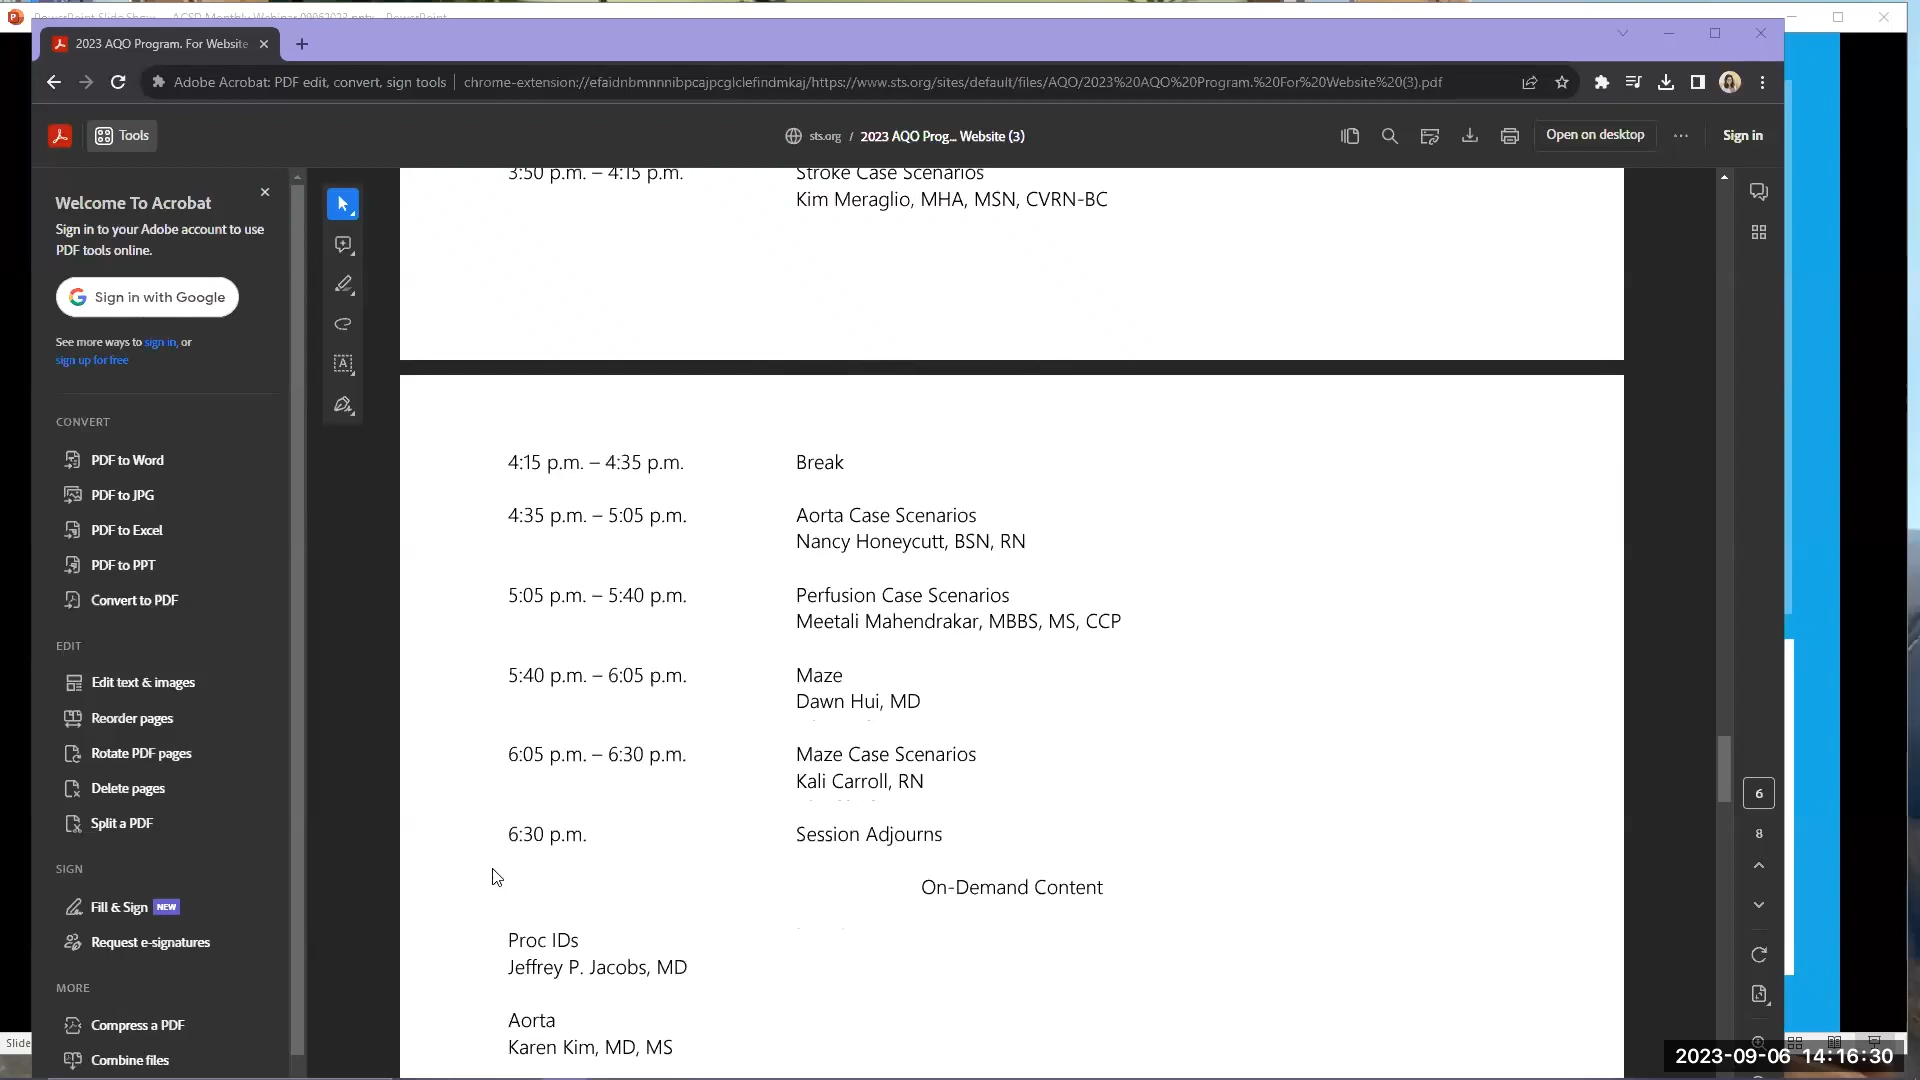 PowerPoint Slide Show - ACSD Monthly Webinar 09062023.pptx - PowerPoint
2023 AQO Program. For Website
Adobe Acrobat: PDF edit, convert, sign tools
chrome-extension://efaidnbmnnnibpcajpcglclefindmkaj/https://www.sts.org/sites/default/files/AQO/2023%20AQO%20Program.%20For%20Website%20(3).pdf
Tools
sts.org / 2023 AQO Prog... Website (3)
Open on desktop
Sign in
Welcome To Acrobat
Sign in to your Adobe account to use
PDF tools online.
Sign in with Google
See more ways to sign in, or
sign up for free
CONVERT
PDF to Word
PDF to JPG
PDF to Excel
PDF to PPT
Convert to PDF
EDIT
Edit text & images
Reorder pages
Rotate PDF pages
Delete pages
Split a PDF
SIGN
Fill & Sign NEW
Request e-signatures
MORE
Compress a PDF
Combine files
3:50 p.m. – 4:15 p.m. Stroke Case Scenarios
Kim Meraglio, MHA, MSN, CVRN-BC
4:15 p.m. – 4:35 p.m. Break
4:35 p.m. – 5:05 p.m. Aorta Case Scenarios
Nancy Honeycutt, BSN, RN
5:05 p.m. – 5:40 p.m. Perfusion Case Scenarios
Meetali Mahendrakar, MBBS, MS, CCP
5:40 p.m. – 6:05 p.m. Maze
Dawn Hui, MD
6:05 p.m. – 6:30 p.m. Maze Case Scenarios
Kali Carroll, RN
6:30 p.m. Session Adjourns
On-Demand Content
Proc IDs
Jeffrey P. Jacobs, MD
Aorta
Karen Kim, MD, MS
6
8
Slide
2023-09-06 14:16:30